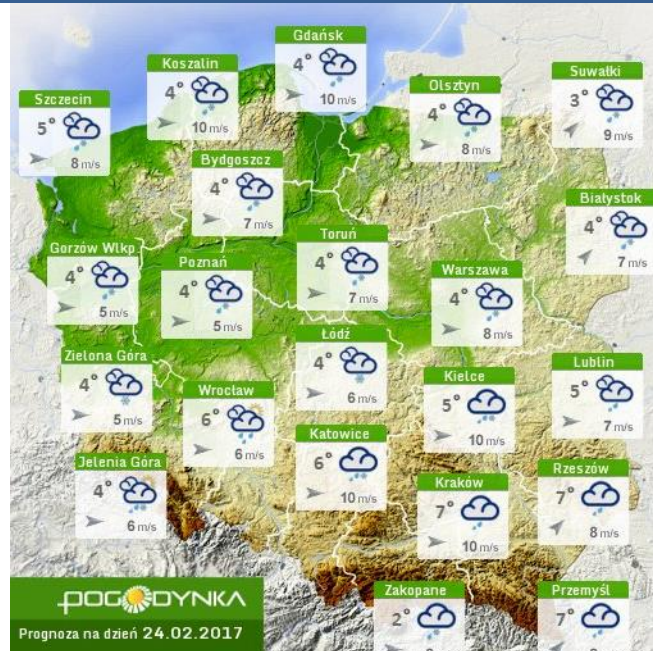 Gdańsk
4°
10 m/s
Koszalin
4°
10 m/s
Szczecin
5°
8 m/s
Olsztyn
4°
8 m/s
Suwałki
3°
9 m/s
Bydgoszcz
4°
7 m/s
Białystok
4°
7 m/s
Gorzów Wlkp
4°
5 m/s
Poznań
4°
5 m/s
Toruń
4°
7 m/s
Warszawa
4°
8 m/s
Zielona Góra
4°
5 m/s
Łódź
4°
6 m/s
Wrocław
6°
6 m/s
Kielce
5°
10 m/s
Lublin
5°
7 m/s
Jelenia Góra
4°
6 m/s
Katowice
6°
10 m/s
Kraków
7°
10 m/s
Rzeszów
7°
8 m/s
Zakopane
2°
Przemyśl
7°
POGODYNKA
Prognoza na dzień 24.02.2017